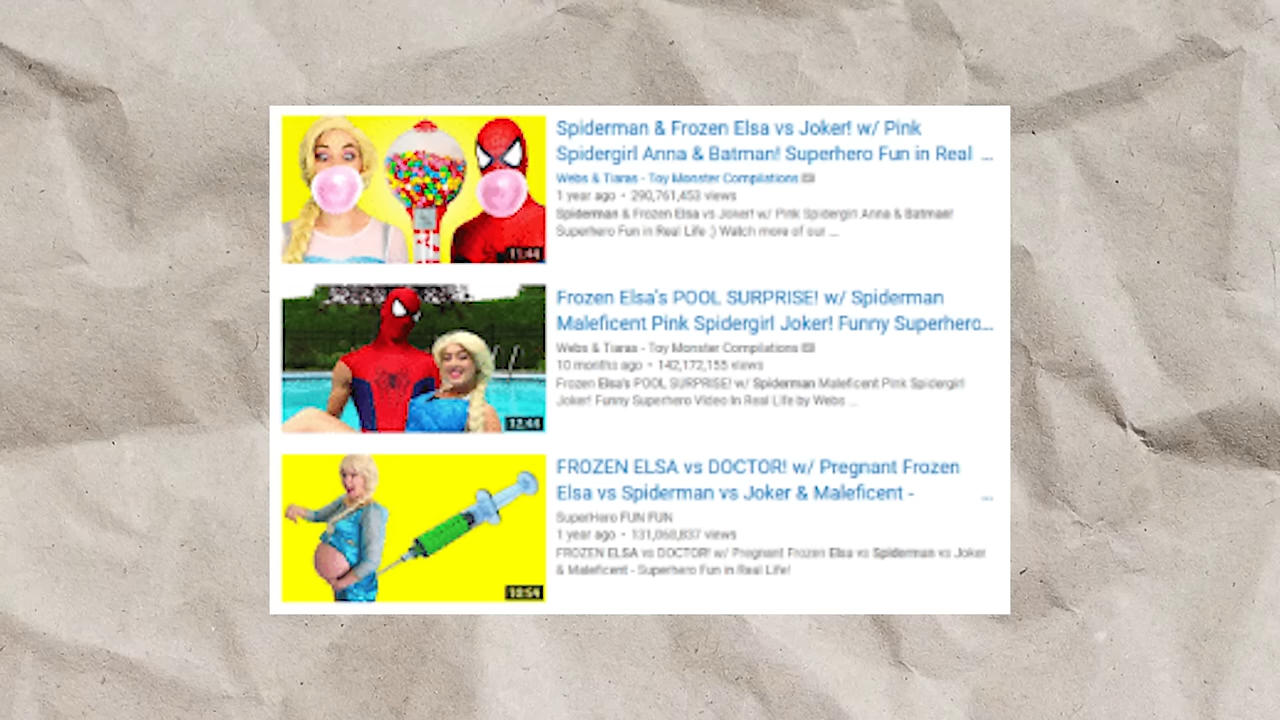 Spiderman & Frozen Elsa vs Joker! w/ Pink
Spidergirl Anna & Batman! Superhero Fun in Real ...
Webs & Tiaras - Toy Monster Compilations
1 year ago • 290,761,453 views
Spiderman & Frozen Elsa vs Joker! w/ Pink Spidergirl Anna & Batman!
Superhero Fun in Real Life :) Watch more of our ...
11:44
Frozen Elsa's POOL SURPRISE! w/ Spiderman
Maleficent Pink Spidergirl Joker! Funny Superhero...
Webs & Tiaras - Toy Monster Compilations
10 months ago • 142,172,155 views
Frozen Elsa's POOL SURPRISE! w/ Spiderman Maleficent Pink Spidergirl
Joker! Funny Superhero Video In Real Life by Webs ...
12:44
FROZEN ELSA vs DOCTOR! w/ Pregnant Frozen
Elsa vs Spiderman vs Joker & Maleficent - ...
SuperHero FUN FUN
1 year ago • 131,060,837 views
FROZEN ELSA vs DOCTOR! w/ Pregnant Frozen Elsa vs Spiderman vs Joker
& Maleficent - Superhero Fun in Real Life!
10:54